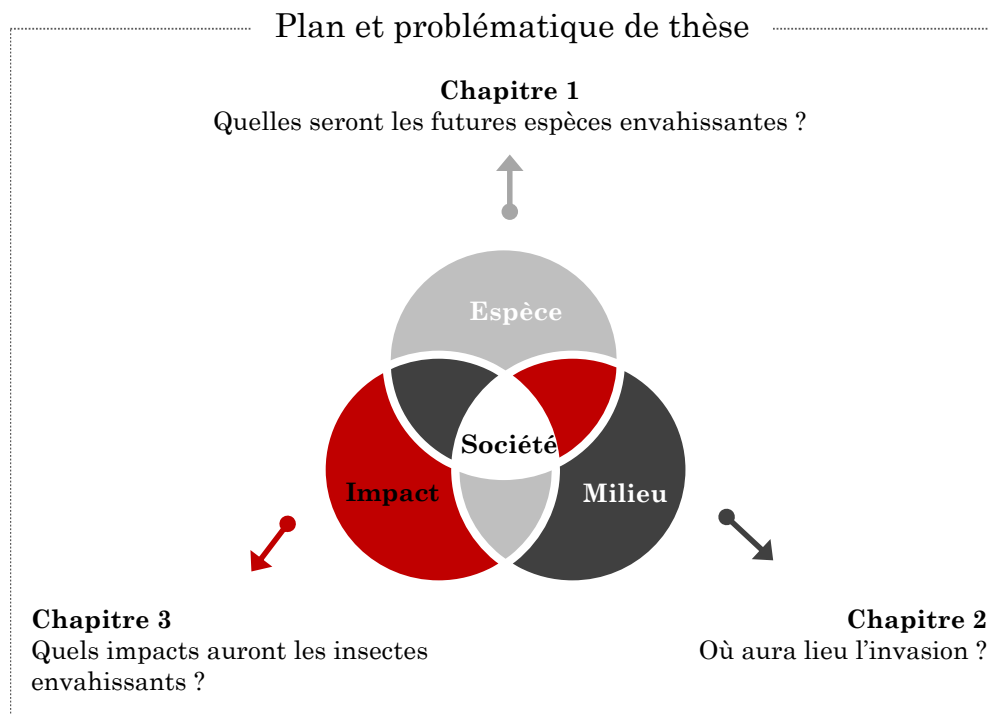 Plan et problématique de thèse
Chapitre 1
Quelles seront les futures espèces envahissantes ?
Espèce
Société
Impact
Milieu
Chapitre 3
Quels impacts auront les insectes
envahissants ?
Chapitre 2
Où aura lieu l’invasion ?